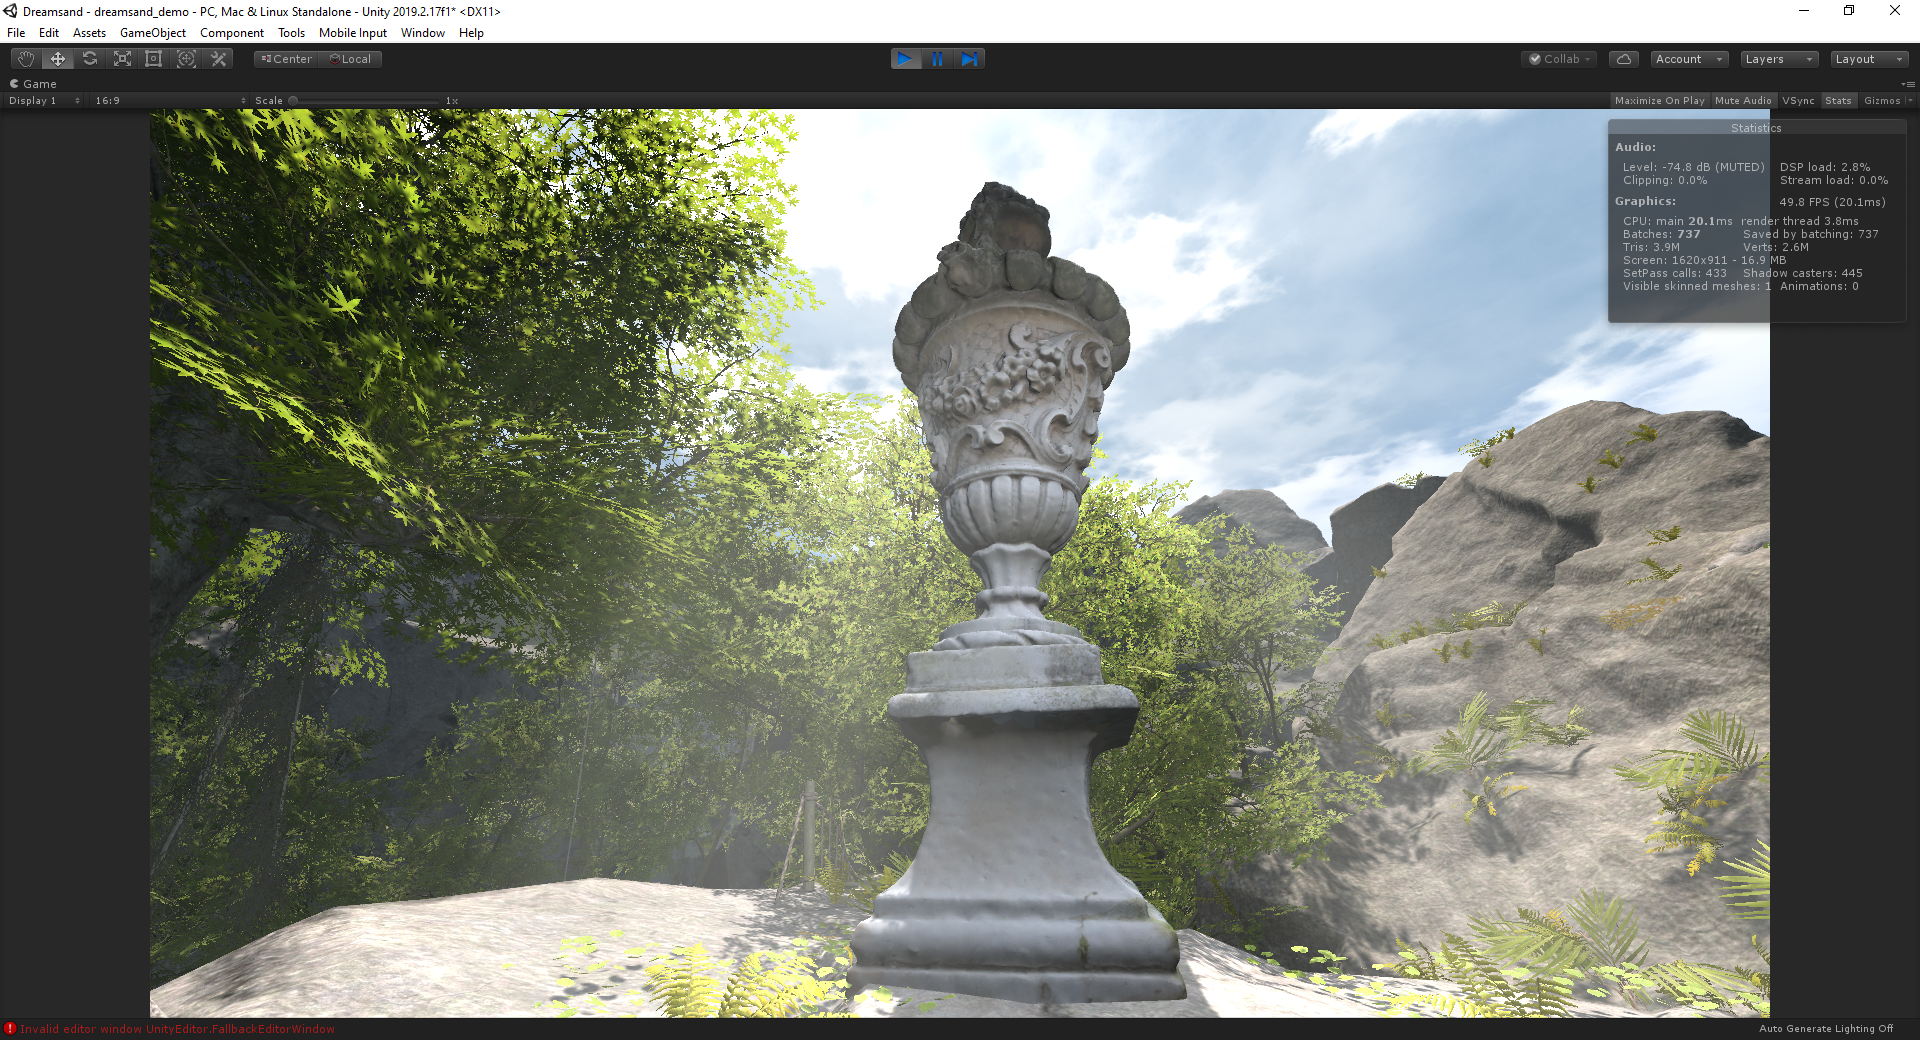 Dreamsand - dreamsand_demo - PC, Mac & Linux Standalone - Unity 2019.2.17f1* <DX11>
File Edit Assets GameObject Component Tools Mobile Input Window Help
Center Local Collab Account Layers Layout
Game
Display 1 16:9 Scale 1x Maximize On Play Mute Audio VSync Stats Gizmos
Statistics
Audio:
Level: -74.8 dB (MUTED) DSP load: 2.8%
Clipping: 0.0% Stream load: 0.0%
Graphics: 49.8 FPS (20.1ms)
CPU: main 20.1ms render thread 3.8ms
Batches: 737 Saved by batching: 737
Tris: 3.9M Verts: 2.6M
Screen: 1620x911 - 16.9 MB
SetPass calls: 433 Shadow casters: 445
Visible skinned meshes: 1 Animations: 0
Invalid editor window UnityEditor.FallbackEditorWindow
Auto Generate Lighting Off